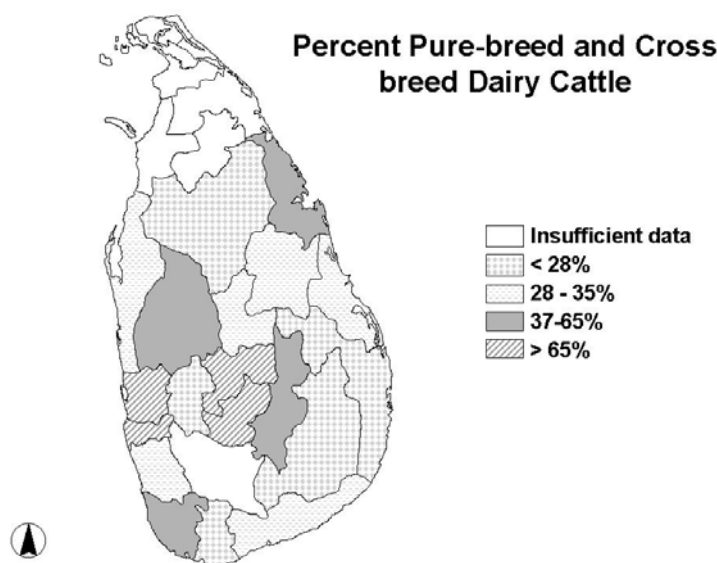 Percent Pure-breed and Cross
breed Dairy Cattle
Insufficient data
< 28%
28 - 35%
37-65%
> 65%